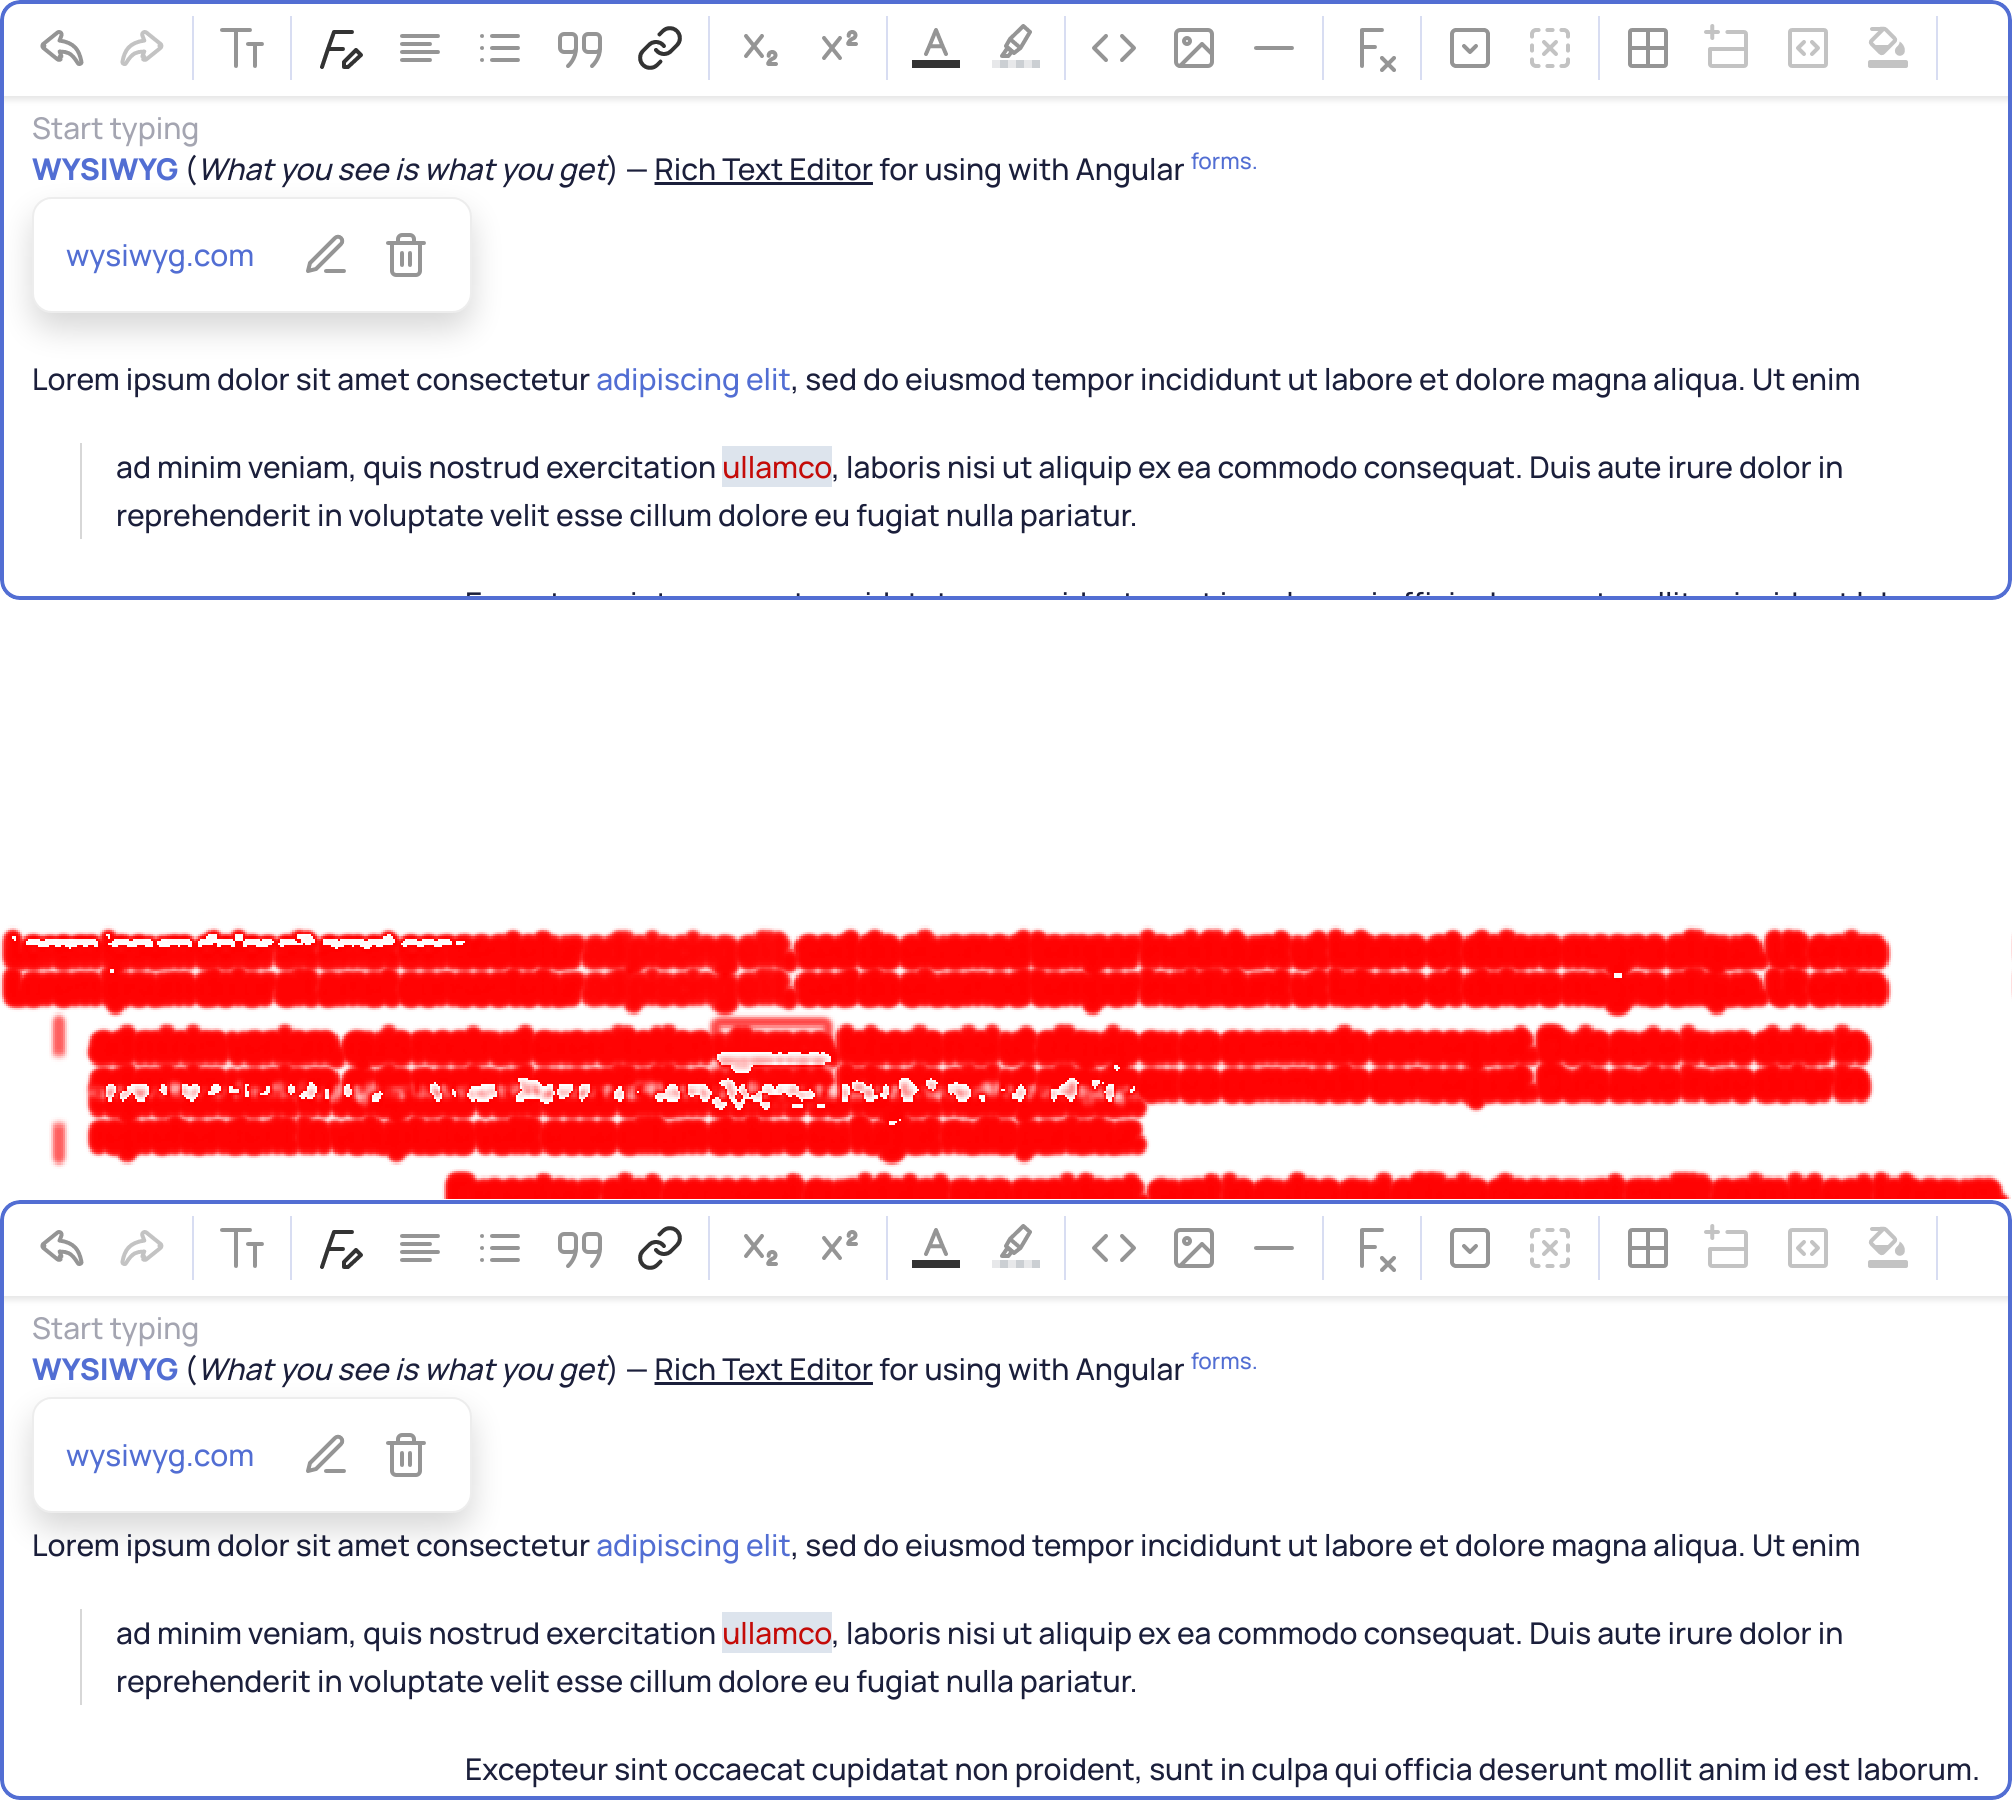 Start typing
WYSIWYG (What you see is what you get) — Rich Text Editor for using with Angular forms.
wysiwyg.com
Lorem ipsum dolor sit amet consectetur adipiscing elit, sed do eiusmod tempor incididunt ut labore et dolore magna aliqua. Ut enim
ad minim veniam, quis nostrud exercitation ullamco, laboris nisi ut aliquip ex ea commodo consequat. Duis aute irure dolor in
reprehenderit in voluptate velit esse cillum dolore eu fugiat nulla pariatur.
Start typing
WYSIWYG (What you see is what you get) — Rich Text Editor for using with Angular forms.
wysiwyg.com
Lorem ipsum dolor sit amet consectetur adipiscing elit, sed do eiusmod tempor incididunt ut labore et dolore magna aliqua. Ut enim
ad minim veniam, quis nostrud exercitation ullamco, laboris nisi ut aliquip ex ea commodo consequat. Duis aute irure dolor in
reprehenderit in voluptate velit esse cillum dolore eu fugiat nulla pariatur.
Excepteur sint occaecat cupidatat non proident, sunt in culpa qui officia deserunt mollit anim id est laborum.